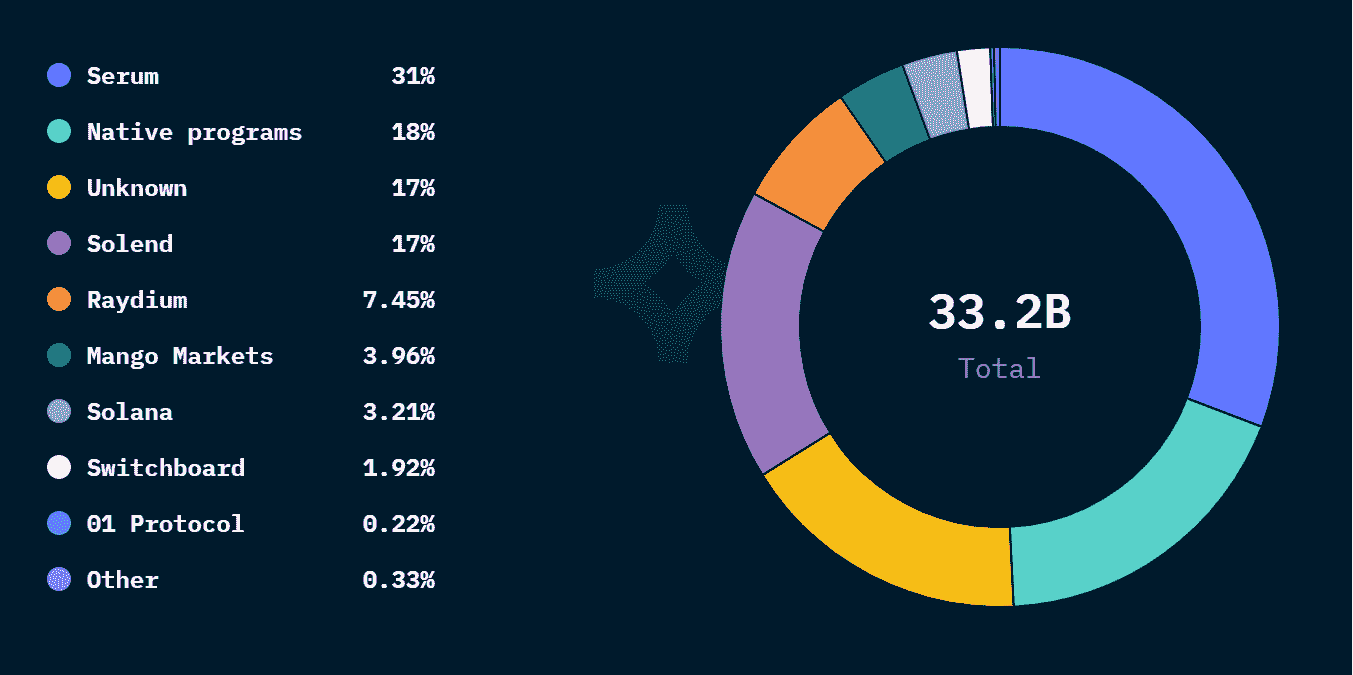 Serum 31%
Native programs 18%
Unknown 17%
Solend 17%
Raydium 7.45%
Mango Markets 3.96%
Solana 3.21%
Switchboard 1.92%
01 Protocol 0.22%
Other 0.33%
33.2B
Total